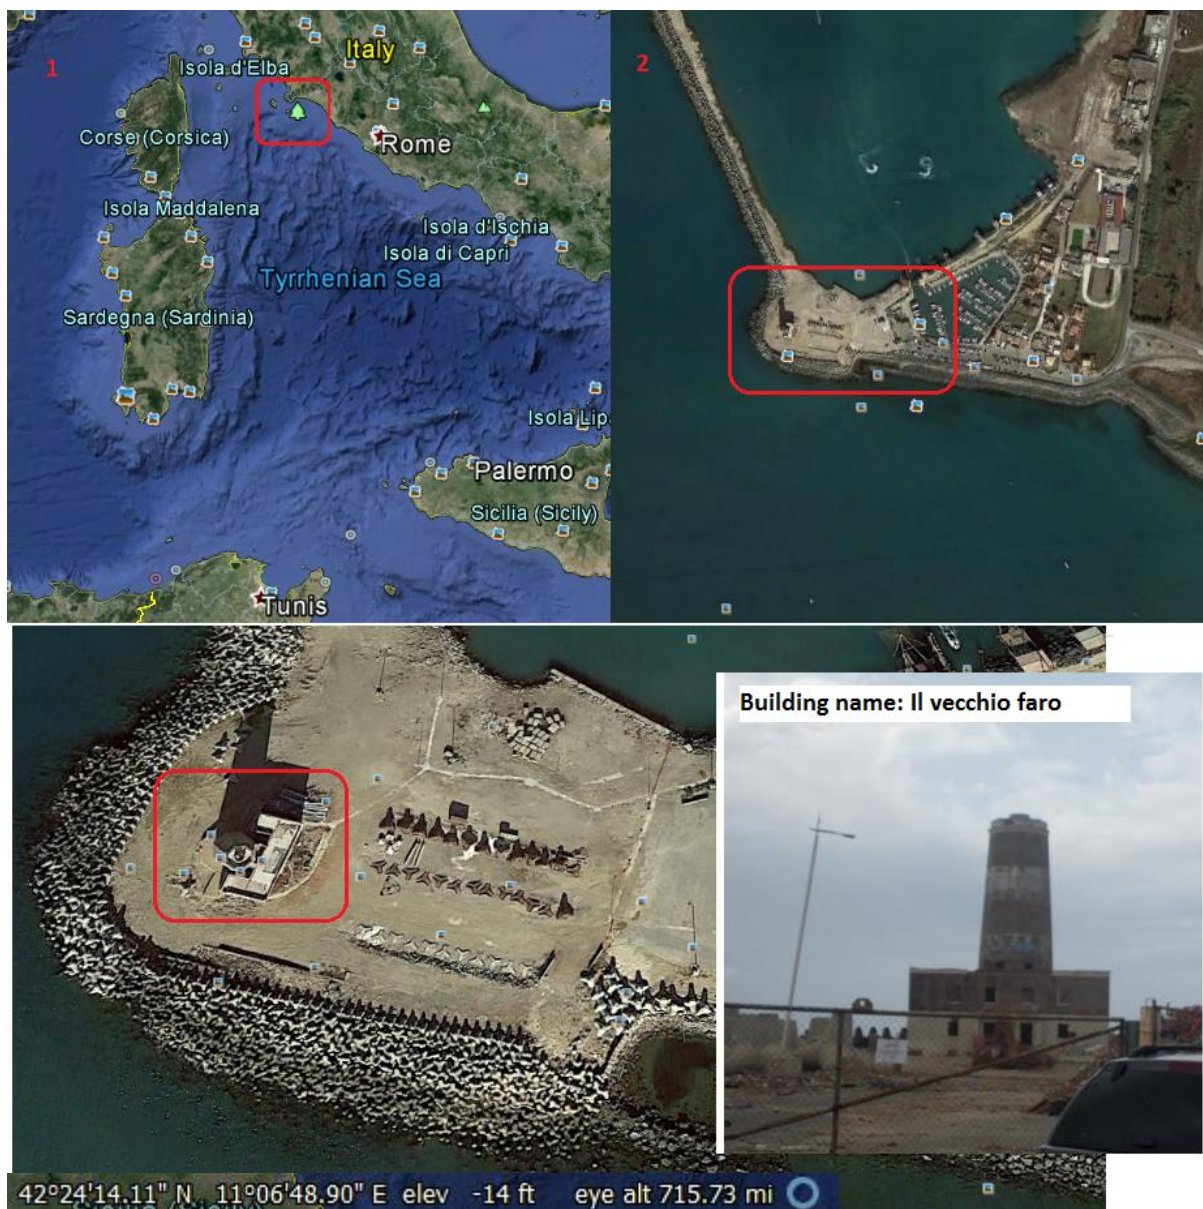 1
Italy
Isola d'Elba
Corse (Corsica)
Rome
Isola Maddalena
Isola d'Ischia
Isola di Capri
Tyrrhenian Sea
Sardegna (Sardinia)
Isola Lip
Palermo
Sicilia (Sicily)
Tunis
2
Building name: Il vecchio faro
42°24'14.11" N 11°06'48.90" E elev -14 ft eye alt 715.73 mi